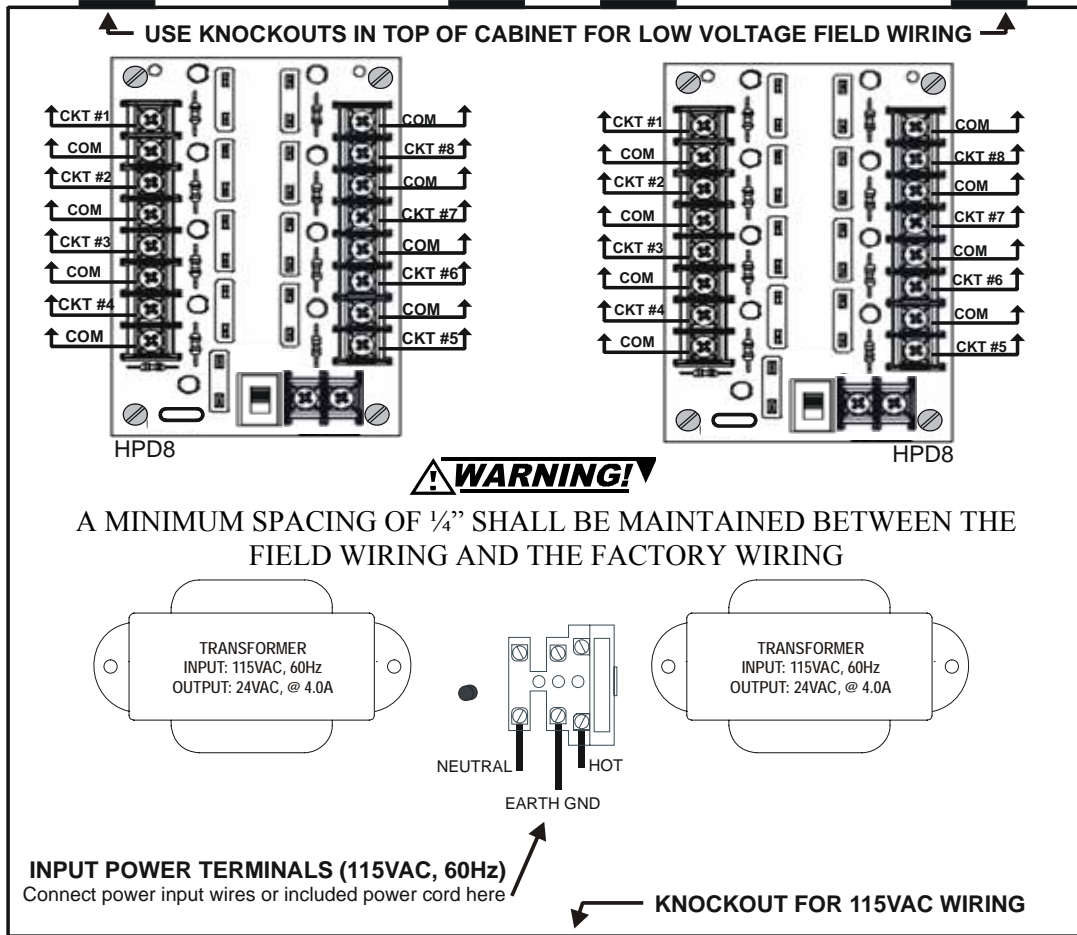 USE KNOCKOUTS IN TOP OF CABINET FOR LOW VOLTAGE FIELD WIRING
CKT #1
COM
CKT #2
COM
CKT #3
COM
CKT #4
COM
COM
CKT #8
COM
CKT #7
COM
CKT #6
COM
CKT #5
HPD8
CKT #1
COM
CKT #2
COM
CKT #3
COM
CKT #4
COM
COM
CKT #8
COM
CKT #7
COM
CKT #6
COM
CKT #5
HPD8
WARNING!
A MINIMUM SPACING OF ¼” SHALL BE MAINTAINED BETWEEN THE
FIELD WIRING AND THE FACTORY WIRING
TRANSFORMER
INPUT: 115VAC, 60Hz
OUTPUT: 24VAC, @ 4.0A
TRANSFORMER
INPUT: 115VAC, 60Hz
OUTPUT: 24VAC, @ 4.0A
NEUTRAL
HOT
EARTH GND
INPUT POWER TERMINALS (115VAC, 60Hz)
Connect power input wires or included power cord here
KNOCKOUT FOR 115VAC WIRING